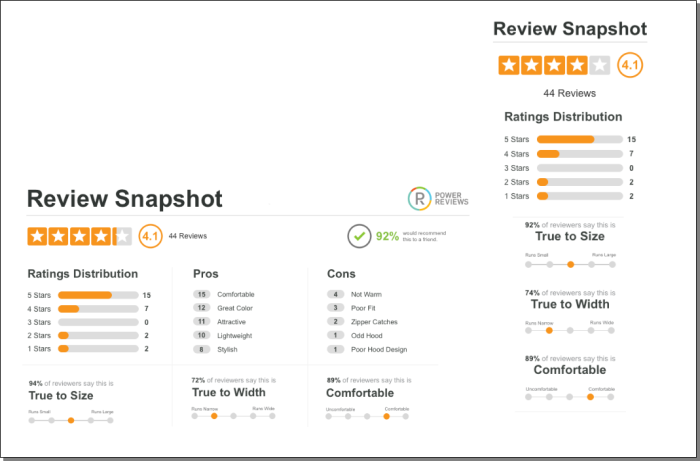 Review Snapshot
4.1
44 Reviews
Ratings Distribution
5 Stars 15
4 Stars 7
3 Stars 0
2 Stars 2
1 Stars 2
92% of reviewers say this is
True to Size
Runs Small Runs Large
74% of reviewers say this is
True to Width
Runs Narrow Runs Wide
89% of reviewers say this is
Comfortable
Uncomfortable Comfortable
Review Snapshot
R POWER
REVIEWS
4.1 44 Reviews
92% would recommend
this to a friend.
Ratings Distribution
5 Stars 15
4 Stars 7
3 Stars 0
2 Stars 2
1 Stars 2
Pros
15 Comfortable
12 Great Color
11 Attractive
10 Lightweight
8 Stylish
Cons
4 Not Warm
3 Poor Fit
2 Zipper Catches
1 Odd Hood
1 Poor Hood Design
94% of reviewers say this is
True to Size
Runs Small Runs Large
72% of reviewers say this is
True to Width
Runs Narrow Runs Wide
89% of reviewers say this is
Comfortable
Uncomfortable Comfortable